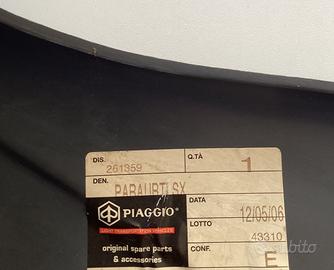 DIS. 261359 Q.TÀ 1
DEN. PARAURTI SX
PIAGGIO
LIGHT TRANSPORTATION VEHICLES
original spare parts
& accessories
DATA 12/05/06
LOTTO 43310
CONF. E
subito